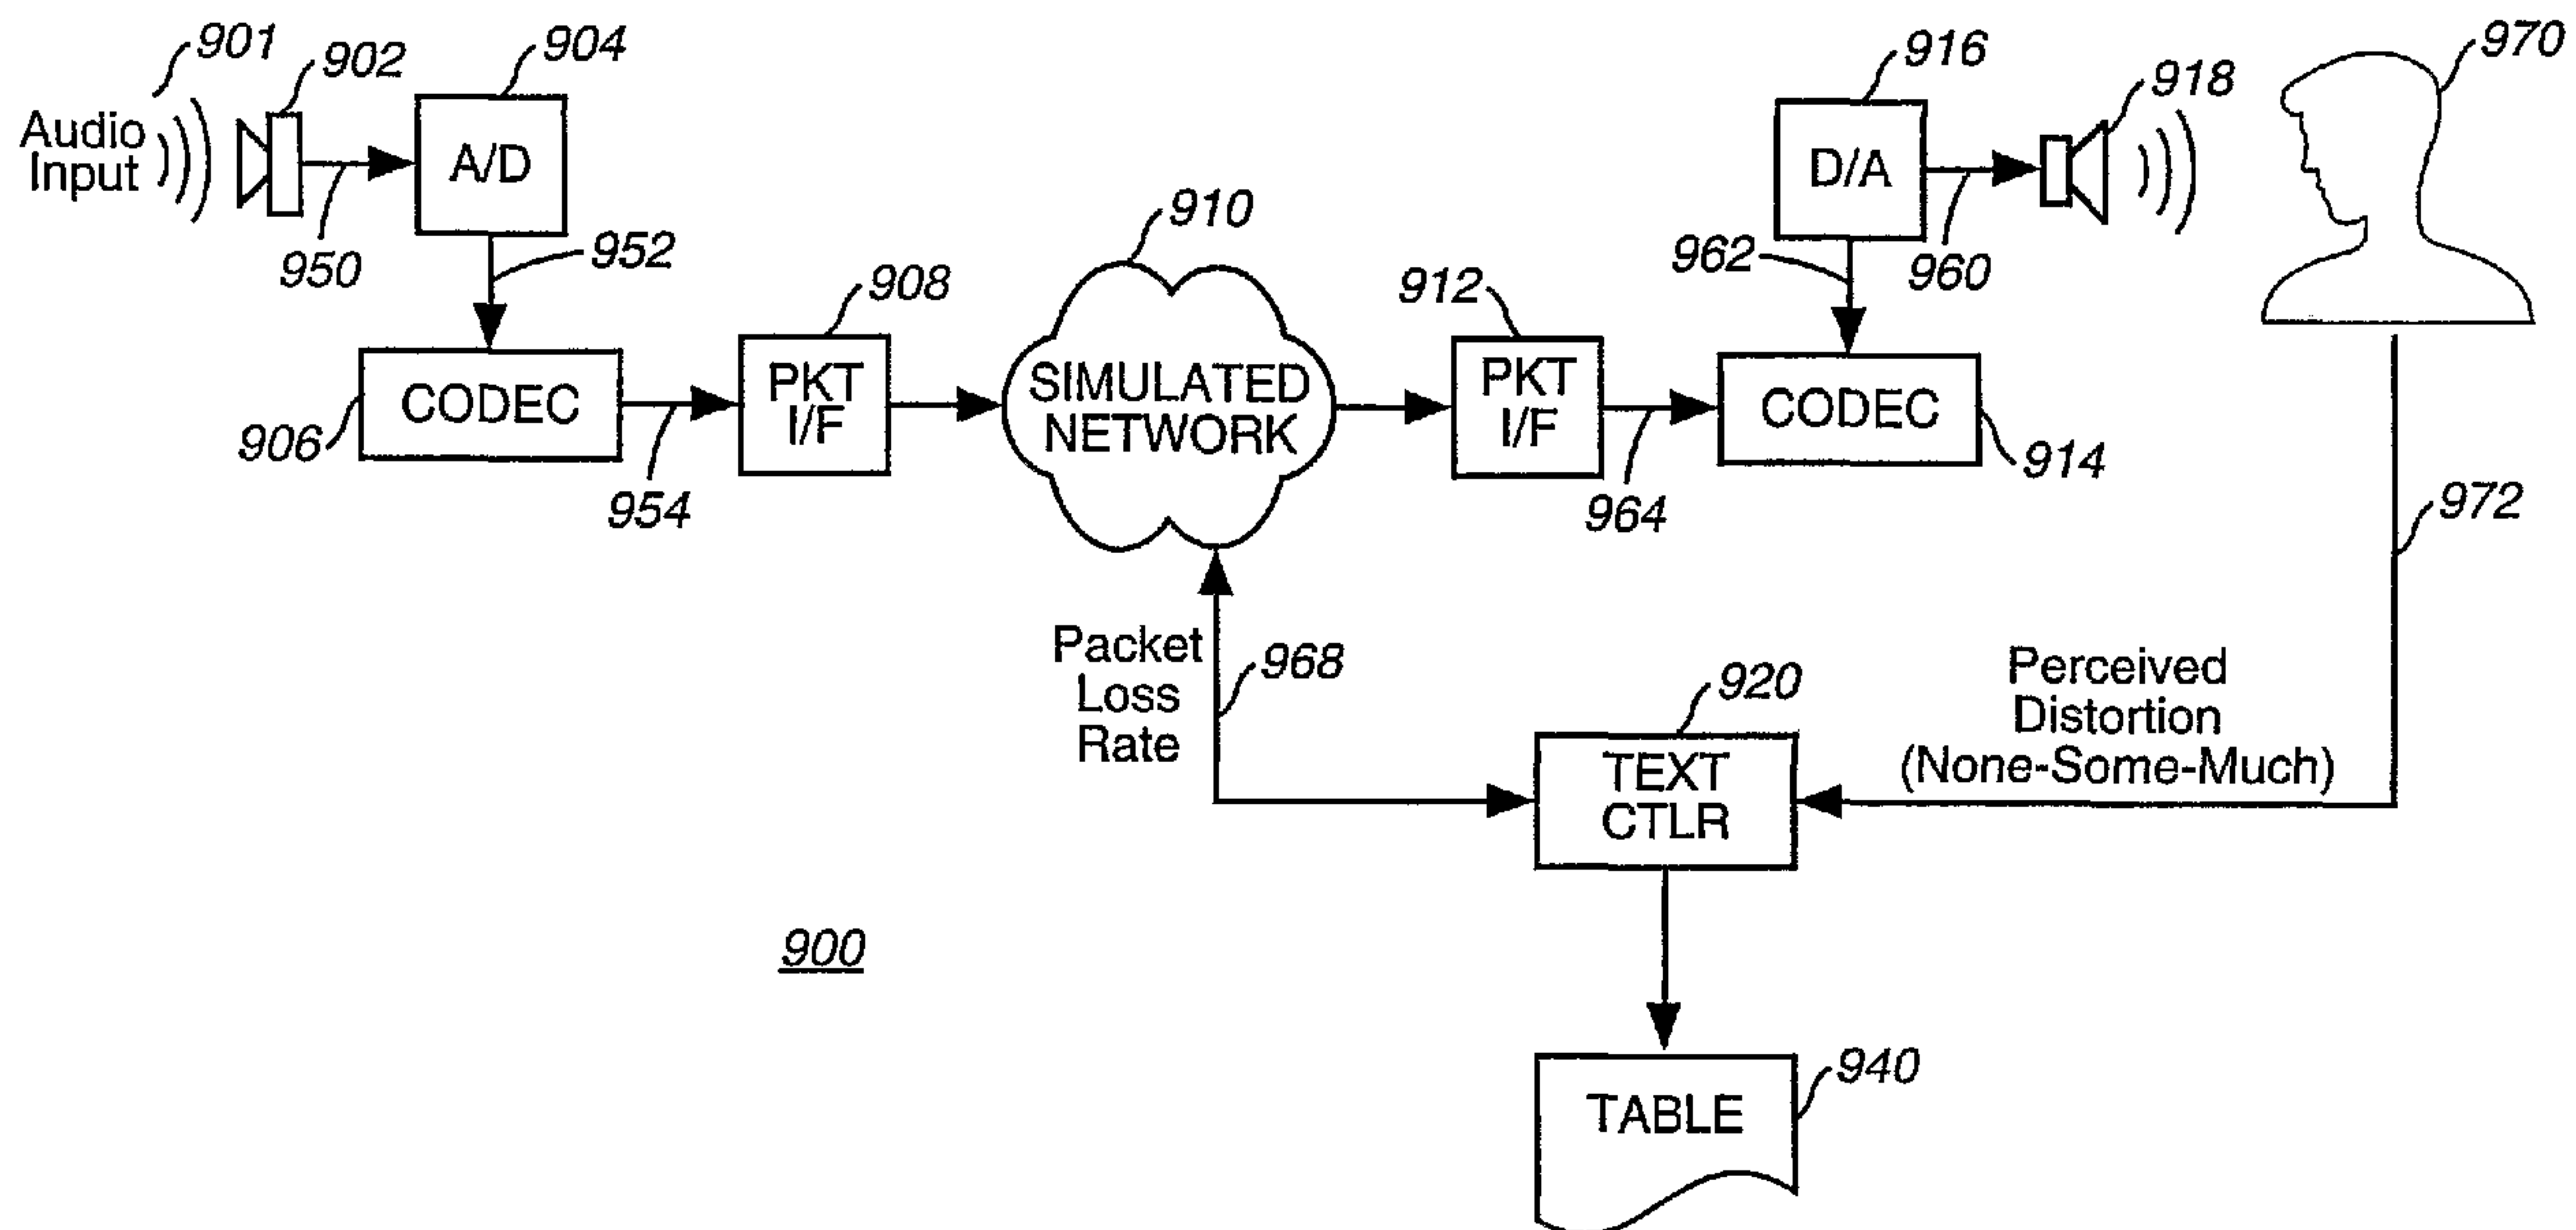 901
902
904
Audio
Input
A/D
950
952
906
CODEC
954
908
PKT
I/F
910
SIMULATED
NETWORK
912
PKT
I/F
964
916
D/A
918
962
960
CODEC
914
970
972
Packet
Loss
Rate
968
920
TEXT
CTLR
Perceived
Distortion
(None-Some-Much)
900
TABLE
940